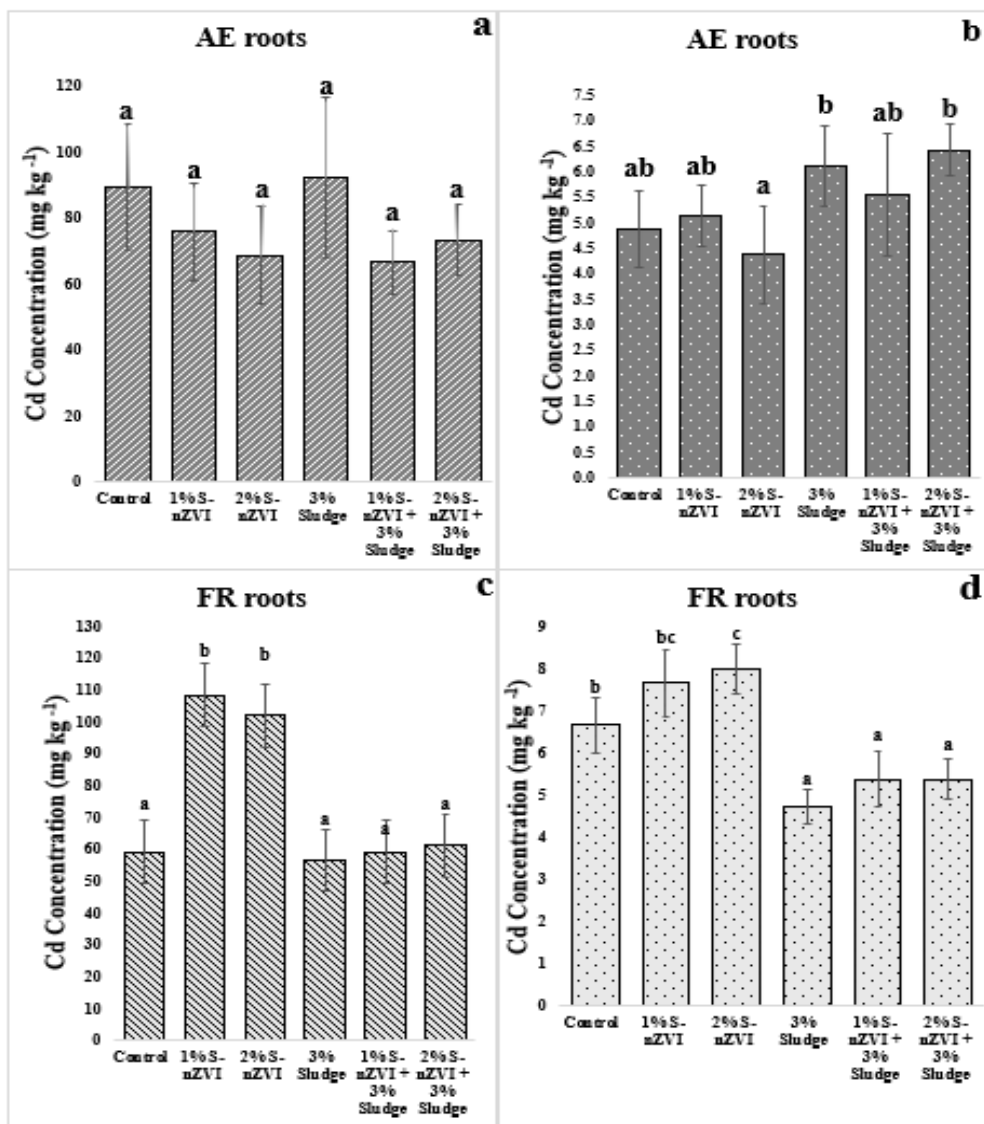 AE roots
a
Cd Concentration (mg kg -1)
120
100
80
60
40
20
0
a
a
a
a
a
a
Control
1% S-
nZVI
2% S-
nZVI
3%
Sludge
1% S-
nZVI +
3%
Sludge
2% S-
nZVI +
3%
Sludge
AE roots
b
Cd Concentration (mg kg -1)
7.5
7.0
6.5
6.0
5.5
5.0
4.5
4.0
3.5
3.0
2.5
2.0
1.5
1.0
0.5
0.0
ab
ab
a
b
ab
b
Control
1% S-
nZVI
2% S-
nZVI
3%
Sludge
1% S-
nZVI +
3%
Sludge
2% S-
nZVI +
3%
Sludge
FR roots
c
Cd Concentration (mg kg -1)
130
120
110
100
90
80
70
60
50
40
30
20
10
0
a
b
b
a
a
a
Control
1% S-
nZVI
2% S-
nZVI
3%
Sludge
1% S-
nZVI +
3%
Sludge
2% S-
nZVI +
3%
Sludge
FR roots
d
Cd Concentration (mg kg -1)
9
8
7
6
5
4
3
2
1
0
b
bc
c
a
a
a
Control
1% S-
nZVI
2% S-
nZVI
3%
Sludge
1% S-
nZVI +
3%
Sludge
2% S-
nZVI +
3%
Sludge